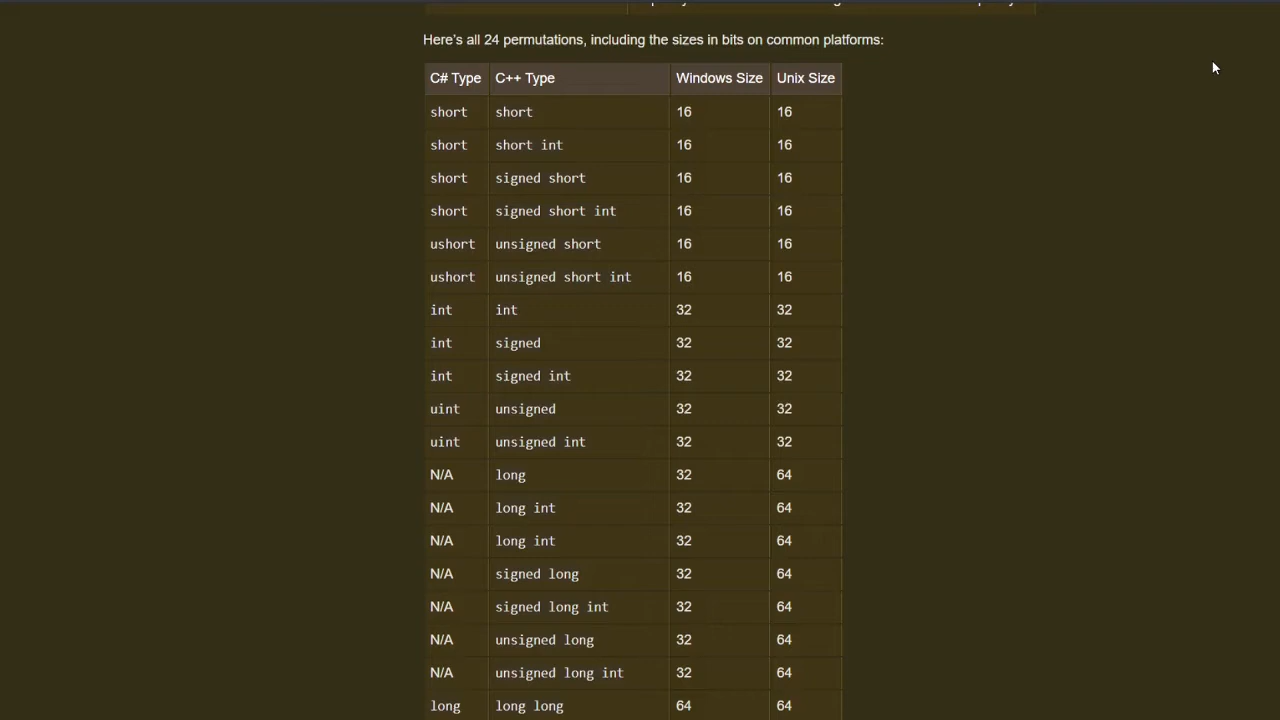 Here's all 24 permutations, including the sizes in bits on common platforms:
C# Type C++ Type Windows Size Unix Size
short short 16 16
short short int 16 16
short signed short 16 16
short signed short int 16 16
ushort unsigned short 16 16
ushort unsigned short int 16 16
int int 32 32
int signed 32 32
int signed int 32 32
uint unsigned 32 32
uint unsigned int 32 32
N/A long 32 64
N/A long int 32 64
N/A long int 32 64
N/A signed long 32 64
N/A signed long int 32 64
N/A unsigned long 32 64
N/A unsigned long int 32 64
long long long 64 64